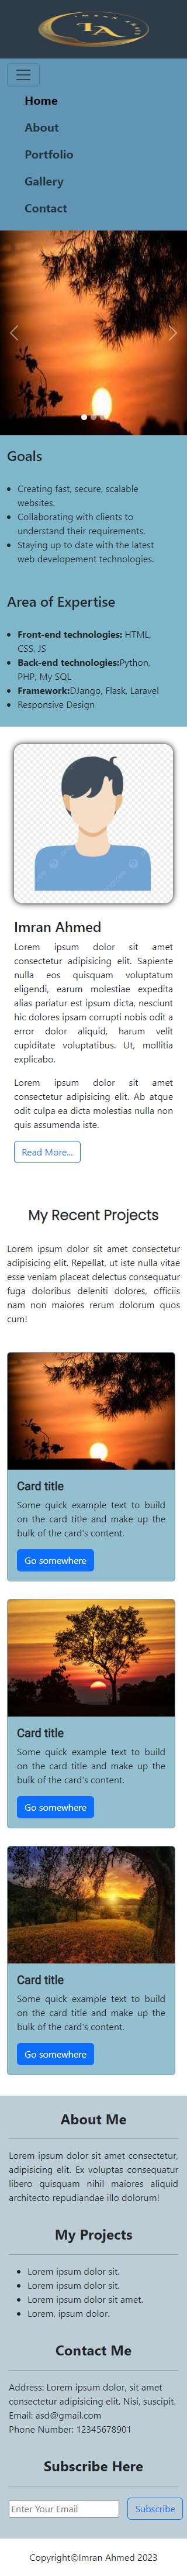 Home
About
Portfolio
Gallery
Contact
Goals
Creating fast, secure, scalable
websites.
Collaborating with clients to
understand their requirements.
Staying up to date with the latest
web developement technologies.
Area of Expertise
Front-end technologies: HTML,
CSS, JS
Back-end technologies:Python,
PHP, My SQL
Framework:DJango, Flask, Laravel
Responsive Design
Imran Ahmed
Lorem ipsum dolor sit amet
consectetur adipisicing elit. Sapiente
nulla eos quisquam voluptatum
eligendi, earum molestiae expedita
alias pariatur est ipsum dicta, nesciunt
hic dolores ipsam corrupti nobis odit a
error dolor aliquid, harum velit
cupiditate voluptatibus. Ut, mollitia
explicabo.
Lorem ipsum dolor sit amet
consectetur adipisicing elit. Ab atque
odit culpa ea dicta molestias nulla non
quis assumenda iste.
Read More...
My Recent Projects
Lorem ipsum dolor sit amet consectetur
adipisicing elit. Repellat, ut iste nulla vitae
esse veniam placeat delectus consequatur
fuga doloribus deleniti dolores, officiis
nam non maiores rerum dolorum quos
cum!
Card title
Some quick example text to build
on the card title and make up the
bulk of the card's content.
Go somewhere
Card title
Some quick example text to build
on the card title and make up the
bulk of the card's content.
Go somewhere
Card title
Some quick example text to build
on the card title and make up the
bulk of the card's content.
Go somewhere
About Me
Lorem ipsum dolor sit amet consectetur,
adipisicing elit. Ex voluptas consequatur
libero quisquam nihil maiores aliquid
architecto repudiandae illo dolorum!
My Projects
Lorem ipsum dolor sit.
Lorem ipsum dolor sit.
Lorem ipsum dolor sit amet.
Lorem, ipsum dolor.
Contact Me
Address: Lorem ipsum dolor, sit amet
consectetur adipisicing elit. Nisi, suscipit.
Email: asd@gmail.com
Phone Number: 12345678901
Subscribe Here
Enter Your Email
Subscribe
Copyright©Imran Ahmed 2023